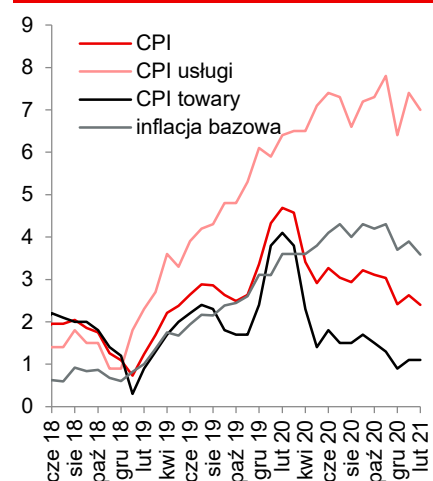 9
8
7
6
5
4
3
2
1
0
CPI
CPI usługi
CPI towary
inflacja bazowa
cze 18
sie 18
paź 18
gru 18
lut 19
kwi 19
cze 19
sie 19
paź 19
gru 19
lut 20
kwi 20
cze 20
sie 20
paź 20
gru 20
lut 21